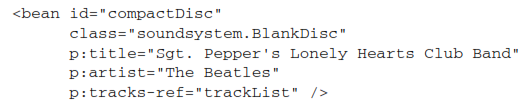 <bean id="compactDisc"
      class="soundsystem.BlankDisc"
      p:title="Sgt. Pepper's Lonely Hearts Club Band"
      p:artist="The Beatles"
      p:tracks-ref="trackList" />